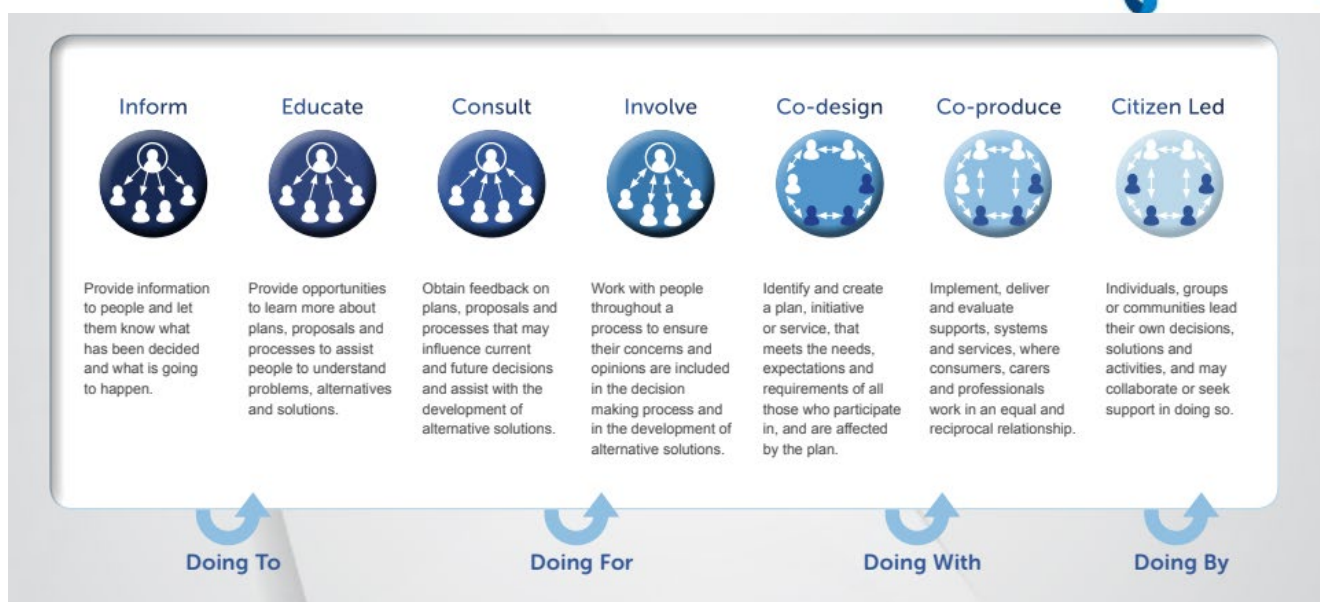 Inform
Provide information
to people and let
them know what
has been decided
and what is going
to happen.
Educate
Provide opportunities
to learn more about
plans, proposals and
processes to assist
people to understand
problems, alternatives
and solutions.
Consult
Obtain feedback on
plans, proposals and
processes that may
influence current
and future decisions
and assist with the
development of
alternative solutions.
Involve
Work with people
throughout a
process to ensure
their concerns and
opinions are included
in the decision
making process and
in the development of
alternative solutions.
Co-design
Identify and create
a plan, initiative
or service, that
meets the needs,
expectations and
requirements of all
those who participate
in, and are affected
by the plan.
Co-produce
Implement, deliver
and evaluate
supports, systems
and services, where
consumers, carers
and professionals
work in an equal and
reciprocal relationship.
Citizen Led
Individuals, groups
or communities lead
their own decisions,
solutions and
activities, and may
collaborate or seek
support in doing so.
Doing To
Doing For
Doing With
Doing By